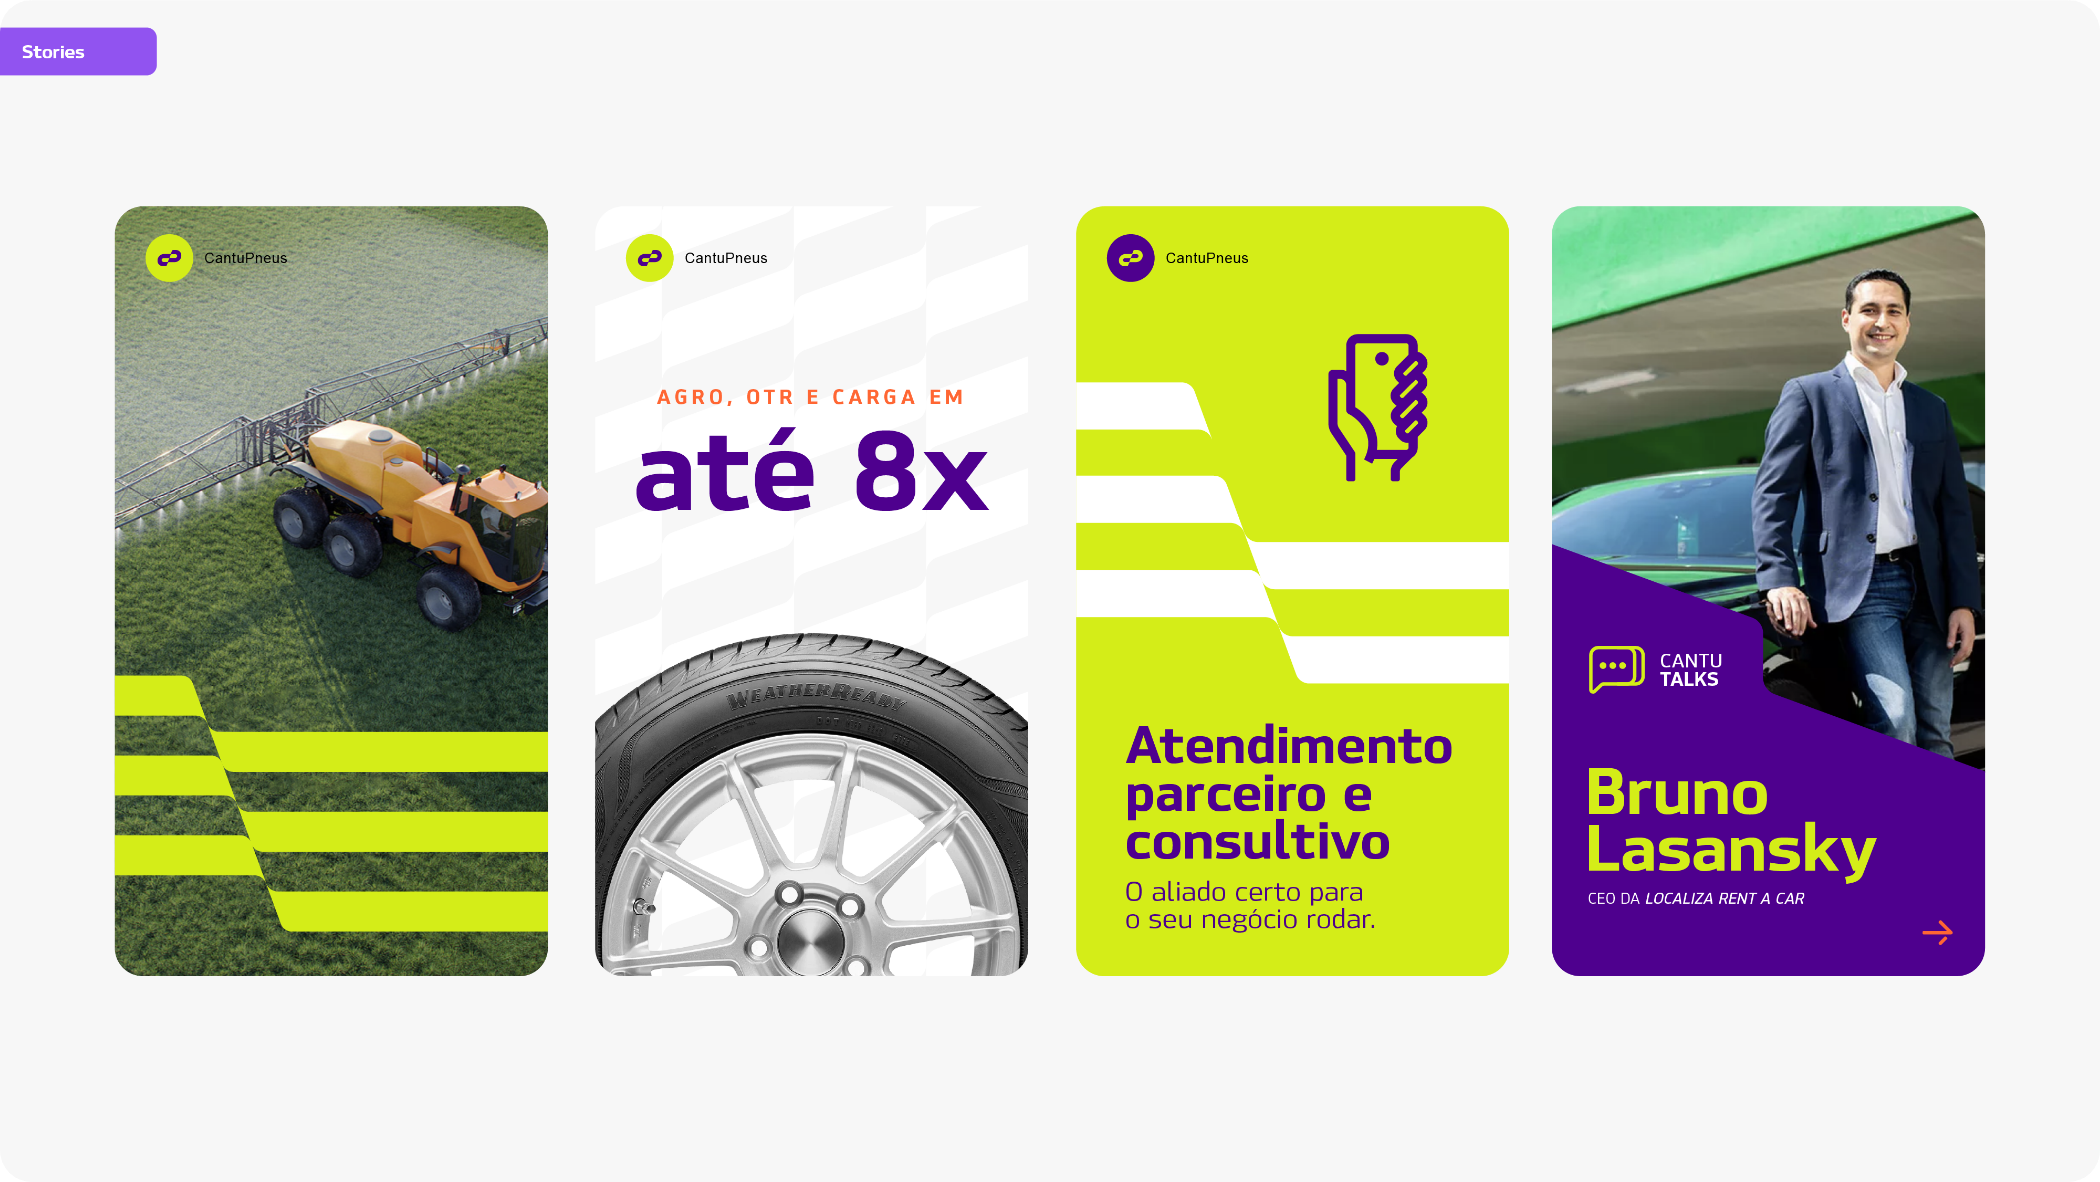 Stories
CantuPneus
CantuPneus
AGRO, OTR E CARGA EM
até 8x
WEATHERREADY
CantuPneus
Atendimento
parceiro e
consultivo
O aliado certo para
o seu negócio rodar.
CANTU
TALKS
Bruno
Lasansky
CEO DA LOCALIZA RENT A CAR